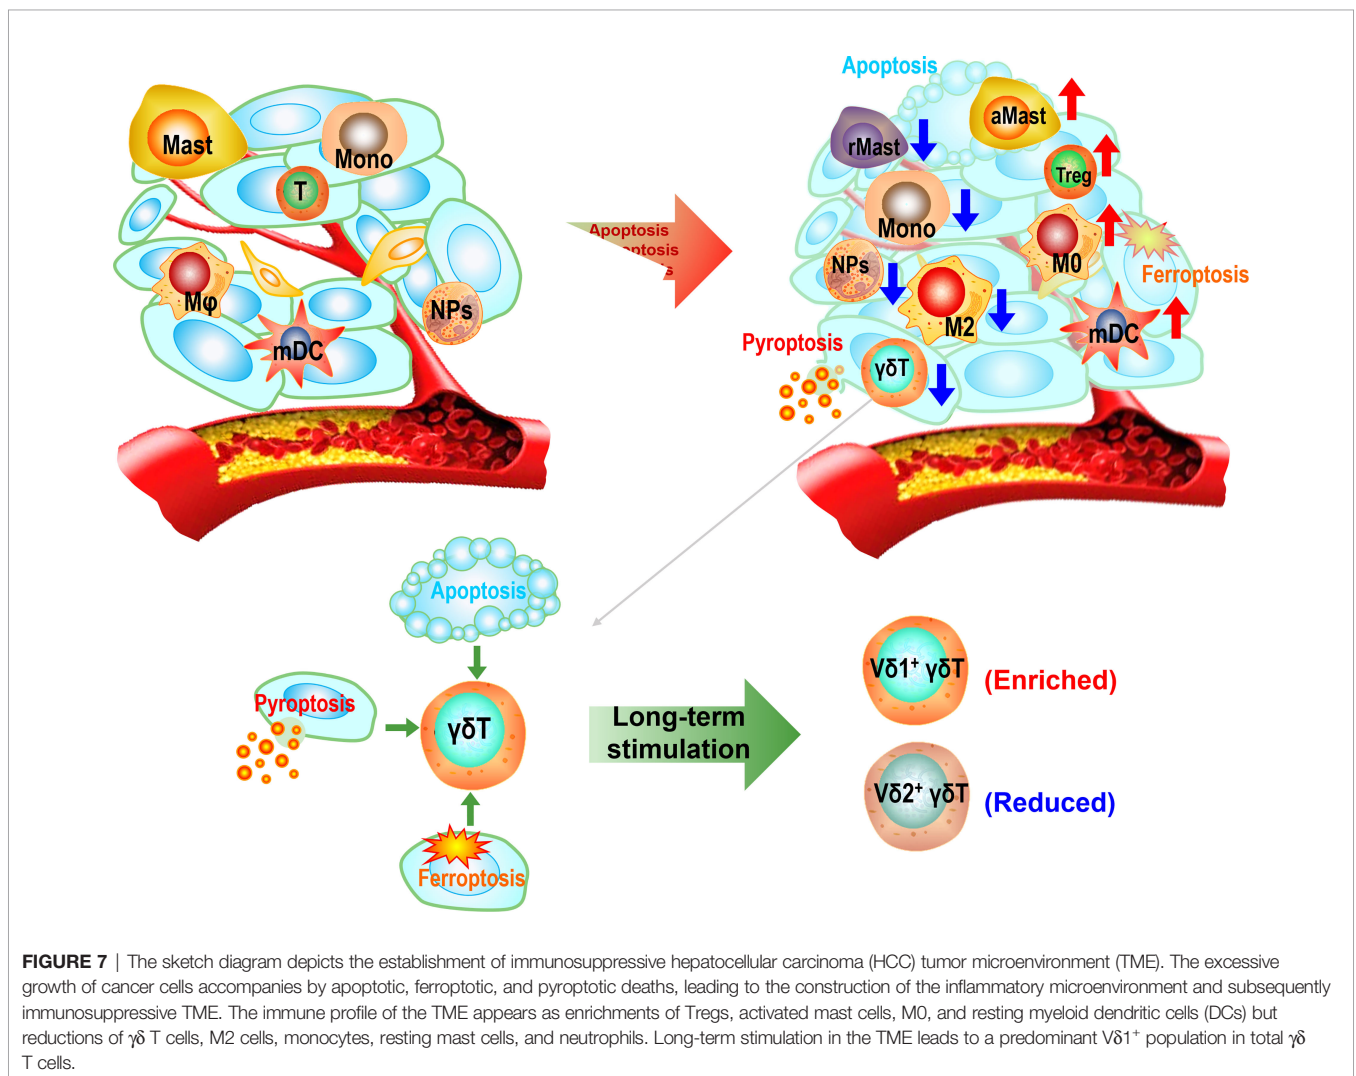 Mast
Mono
T
Mφ
NPs
mDC
Apoptosis
Apoptosis
aMast
rMast
Treg
Mono
M0
NPs
M2
Ferroptosis
mDC
Pyroptosis
γδT
Apoptosis
Pyroptosis
γδT
Ferroptosis
Long-term
stimulation
Vδ1⁺ γδT
(Enriched)
Vδ2⁺ γδT
(Reduced)
FIGURE 7 | The sketch diagram depicts the establishment of immunosuppressive hepatocellular carcinoma (HCC) tumor microenvironment (TME). The excessive
growth of cancer cells accompanies by apoptotic, ferroptotic, and pyroptotic deaths, leading to the construction of the inflammatory microenvironment and subsequently
immunosuppressive TME. The immune profile of the TME appears as enrichments of Tregs, activated mast cells, M0, and resting myeloid dendritic cells (DCs) but
reductions of γδ T cells, M2 cells, monocytes, resting mast cells, and neutrophils. Long-term stimulation in the TME leads to a predominant Vδ1⁺ population in total γδ
T cells.